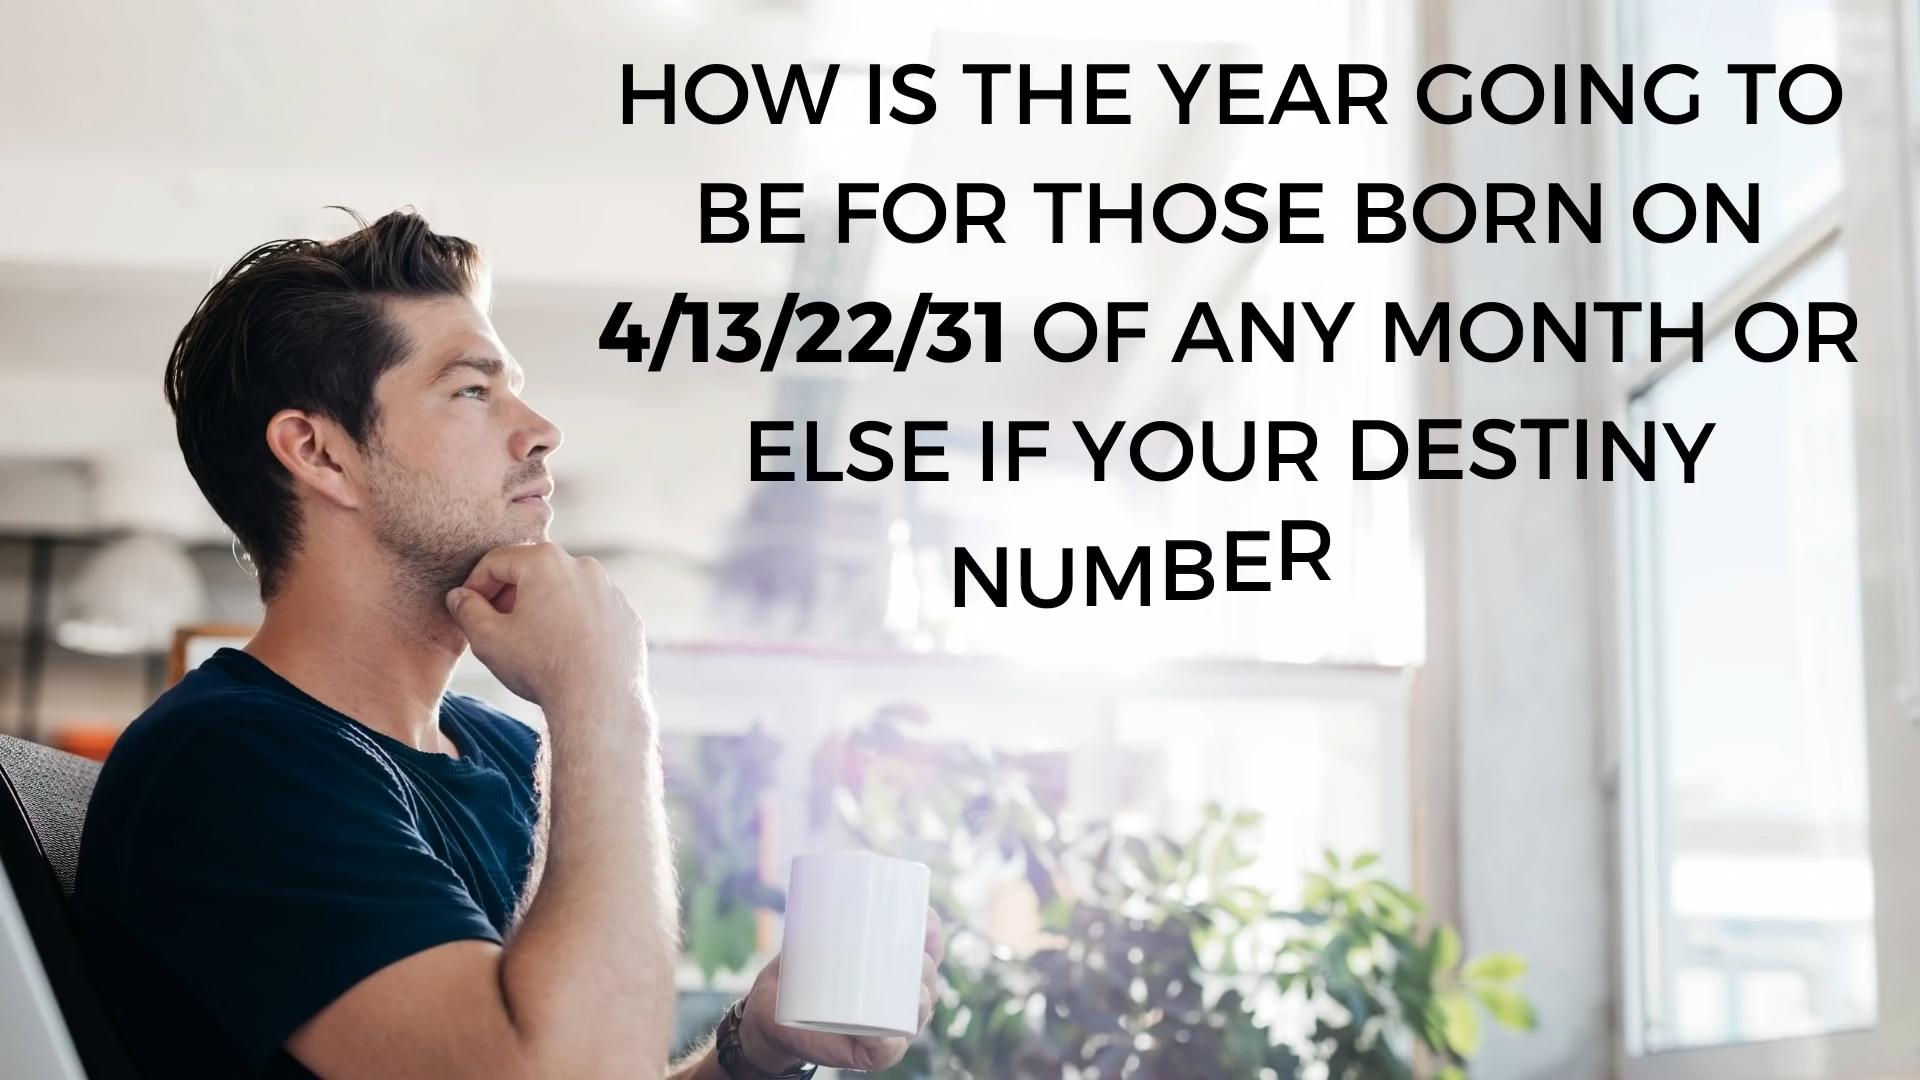 HOW IS THE YEAR GOING TO
BE FOR THOSE BORN ON
4/13/22/31 OF ANY MONTH OR
ELSE IF YOUR DESTINY
NUMBER